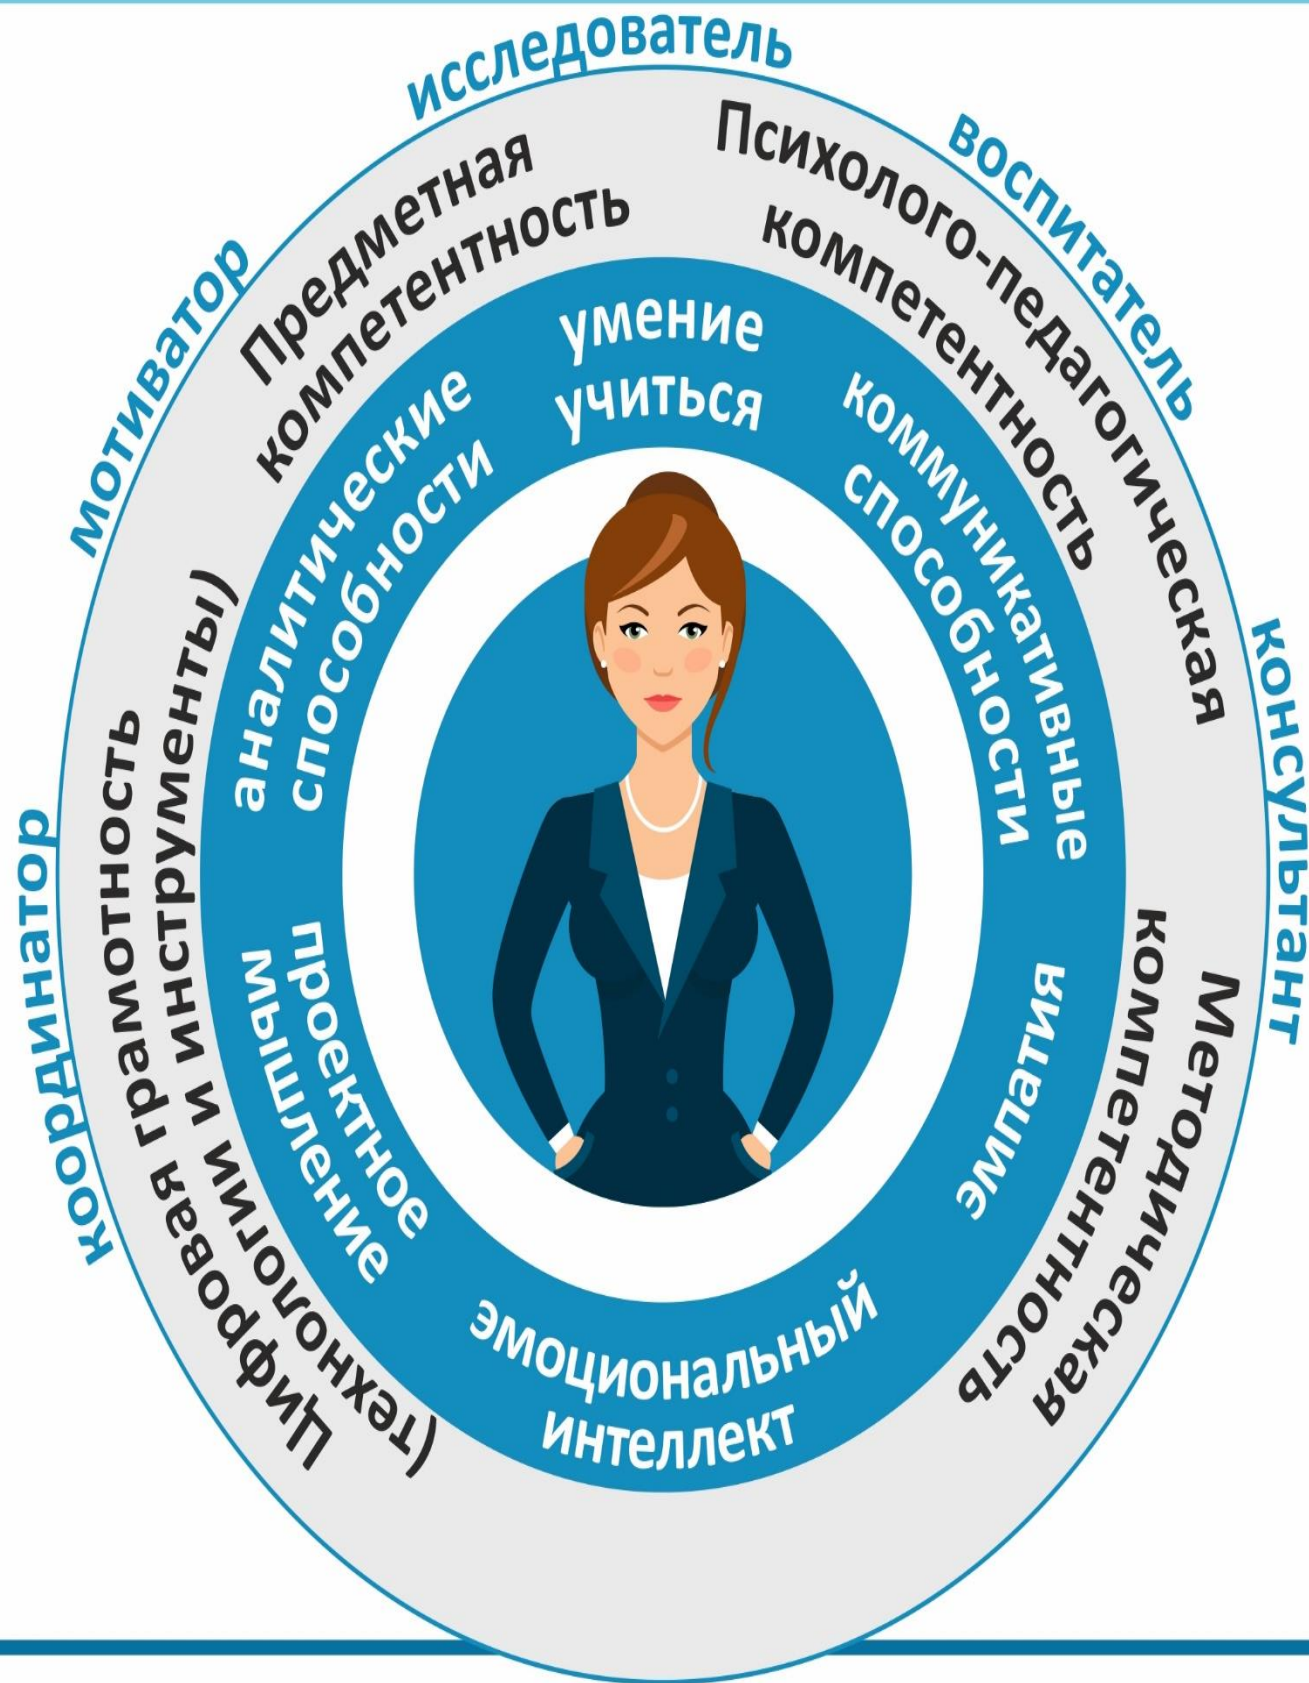 координатор
мотиватор
исследователь
воспитатель
консультант
Цифровая грамотность
(технологии и инструменты)
Предметная
компетентность
Психолого-педагогическая
компетентность
Методическая
компетентность
аналитические
способности
умение
учиться
коммуникативные
способности
эмпатия
эмоциональный
интеллект
проектное
мышление